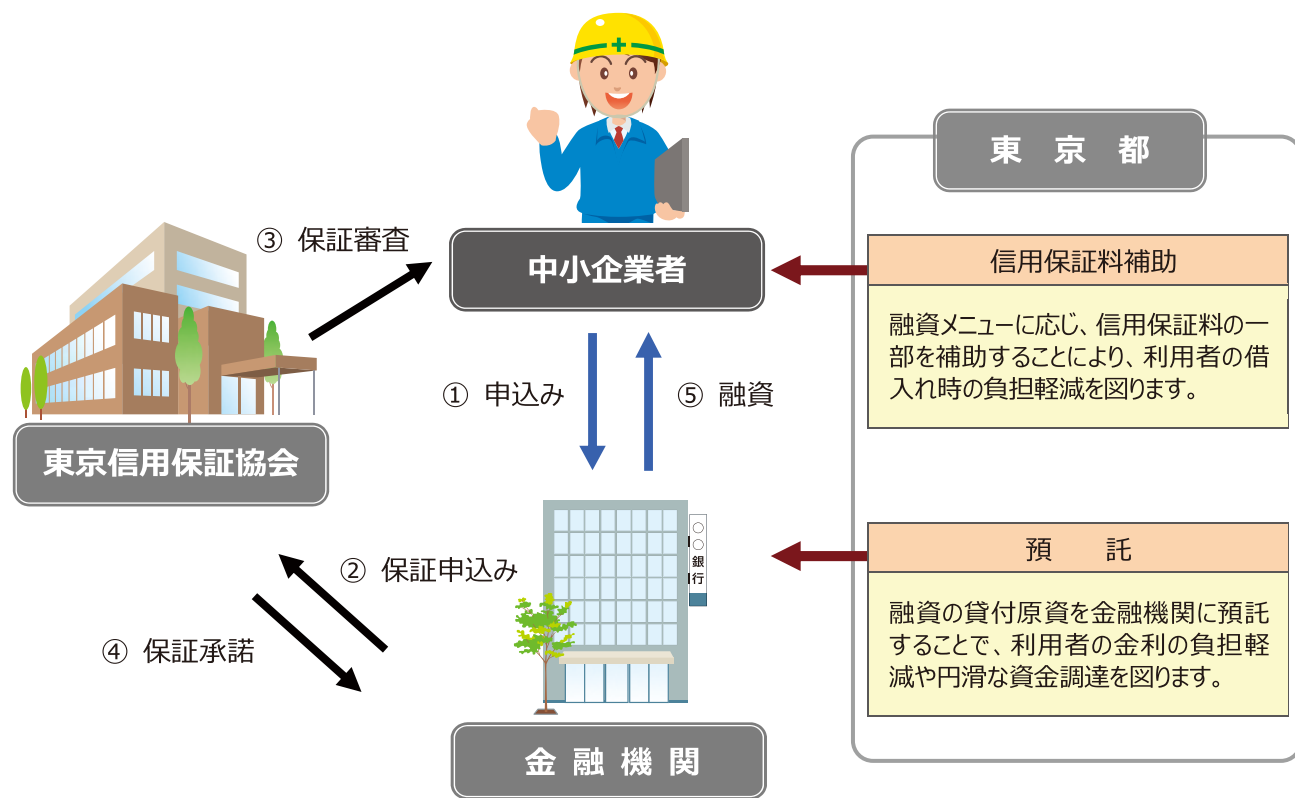 東京都
③ 保証審査
中小企業者
信用保証料補助
融資メニューに応じ、信用保証料の一
部を補助することにより、利用者の借
入れ時の負担軽減を図ります。
① 申込み
⑤ 融資
東京信用保証協会
○○銀行
② 保証申込み
④ 保証承諾
預託
融資の貸付原資を金融機関に預託
することで、利用者の金利の負担軽
減や円滑な資金調達を図ります。
金融機関